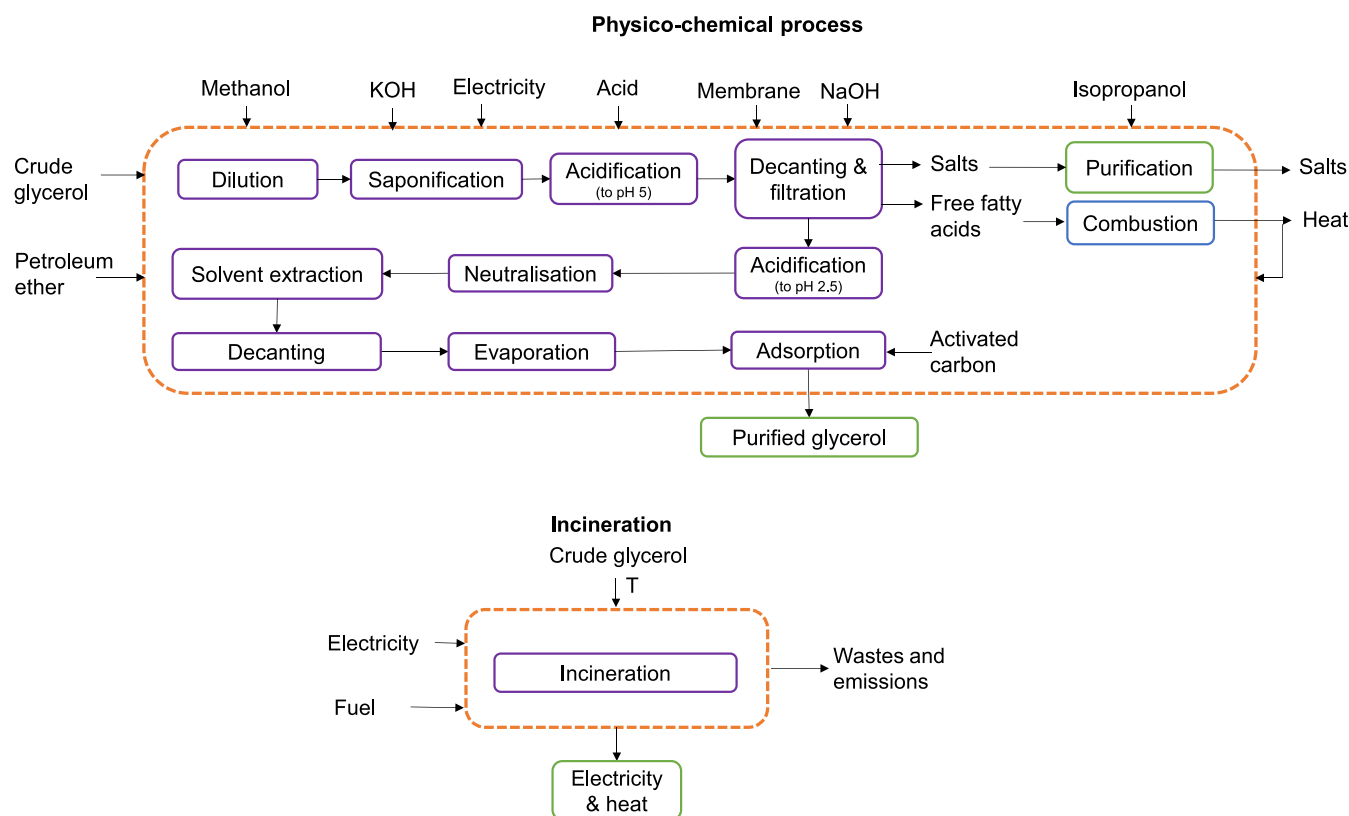 Physico-chemical process
Methanol
KOH
Electricity
Acid
Membrane
NaOH
Isopropanol
Crude
glycerol
Dilution
Saponification
Acidification
(to pH 5)
Decanting &
filtration
Salts
Purification
Salts
Free fatty
acids
Combustion
Heat
Petroleum
ether
Solvent extraction
Neutralisation
Acidification
(to pH 2.5)
Decanting
Evaporation
Adsorption
Activated
carbon
Purified glycerol
Incineration
Crude glycerol
T
Electricity
Fuel
Incineration
Wastes and
emissions
Electricity
& heat